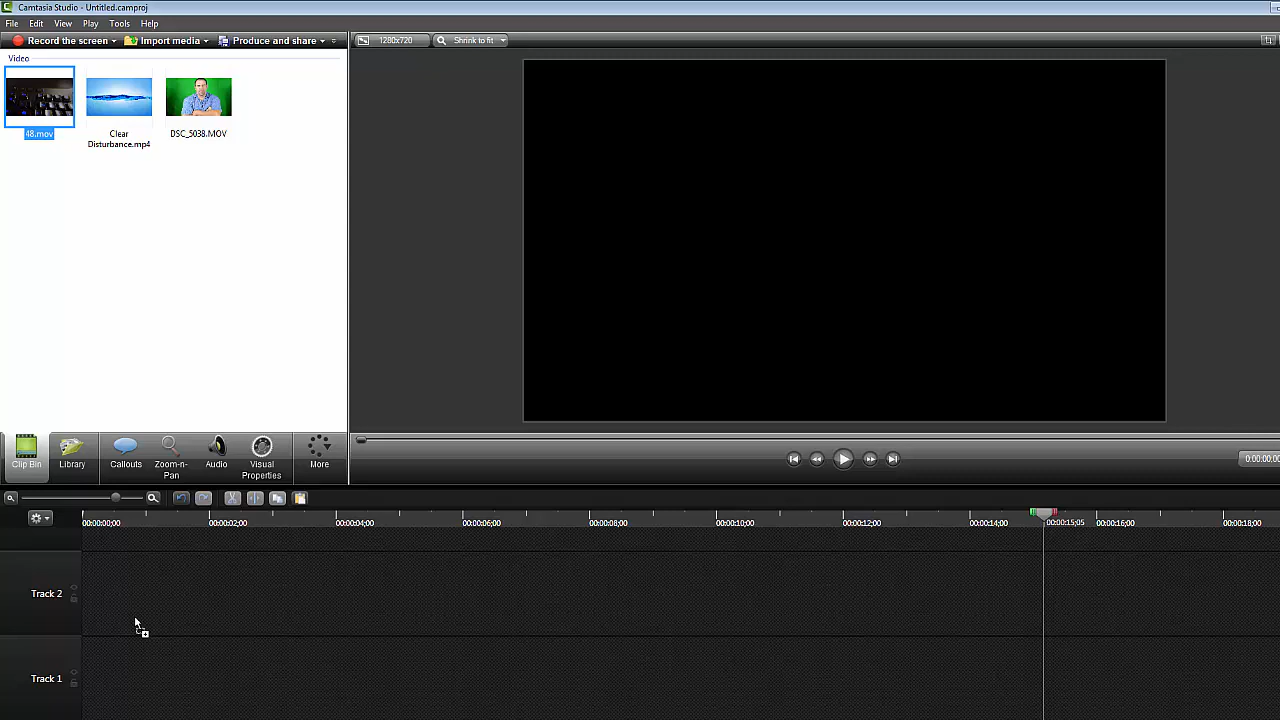 Camtasia Studio - Untitled.camproj
File Edit View Play Tools Help
Record the screen Import media Produce and share 1280x720 Shrink to fit
Video
48.mov Clear Disturbance.mp4 DSC_5038.MOV
Clip Bin Library Callouts Zoom-n-Pan Audio Visual Properties More
0:00:00;00
00:00:00;00 00:00:02;00 00:00:04;00 00:00:06;00 00:00:08;00 00:00:10;00 00:00:12;00 00:00:14;00 00:00:15;05 00:00:16;00 00:00:18;00
Track 2
Track 1